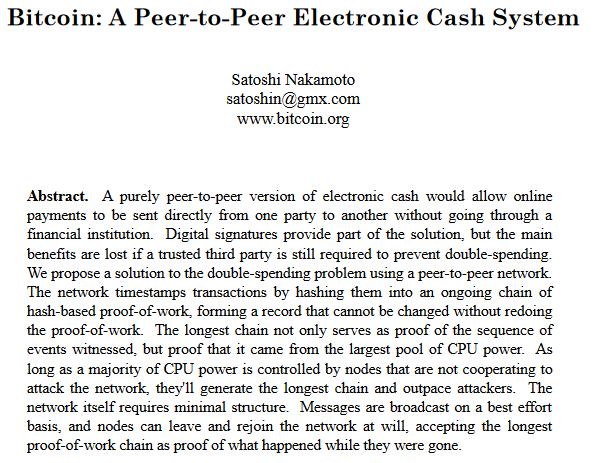 Bitcoin: A Peer-to-Peer Electronic Cash System
Satoshi Nakamoto
satoshin@gmx.com
www.bitcoin.org
Abstract. A purely peer-to-peer version of electronic cash would allow online
payments to be sent directly from one party to another without going through a
financial institution. Digital signatures provide part of the solution, but the main
benefits are lost if a trusted third party is still required to prevent double-spending.
We propose a solution to the double-spending problem using a peer-to-peer network.
The network timestamps transactions by hashing them into an ongoing chain of
hash-based proof-of-work, forming a record that cannot be changed without redoing
the proof-of-work. The longest chain not only serves as proof of the sequence of
events witnessed, but proof that it came from the largest pool of CPU power. As
long as a majority of CPU power is controlled by nodes that are not cooperating to
attack the network, they'll generate the longest chain and outpace attackers. The
network itself requires minimal structure. Messages are broadcast on a best effort
basis, and nodes can leave and rejoin the network at will, accepting the longest
proof-of-work chain as proof of what happened while they were gone.